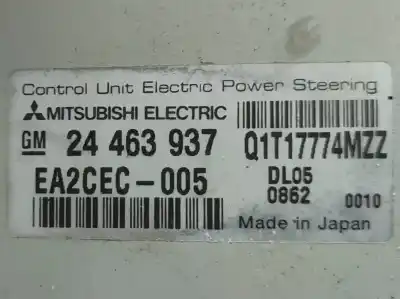 Control Unit Electric Power Steering
MITSUBISHI ELECTRIC
GM 24 463 937 Q1T17774MZZ
EA2CEC-005 DL05
0862 0010
Made in Japan